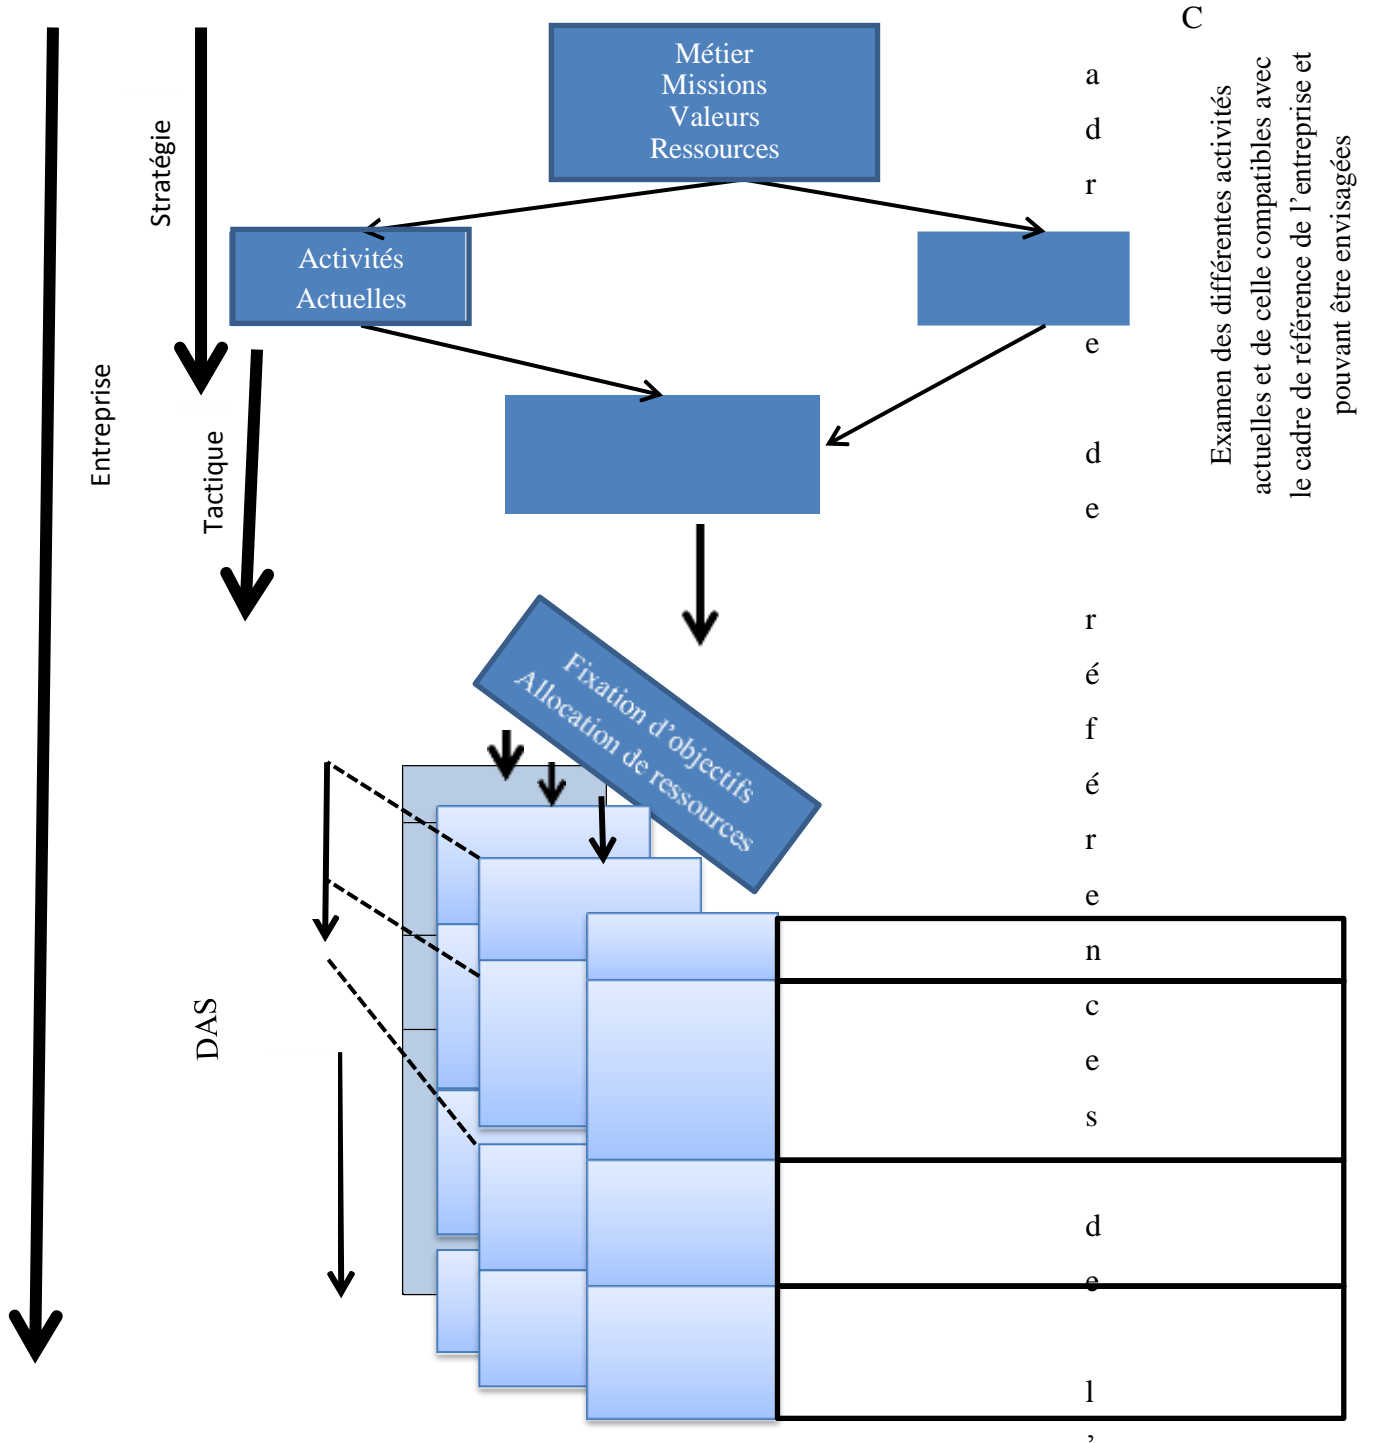 Métier
Missions
Valeurs
Ressources
Activités
Actuelles
Stratégie
Entreprise
Tactique
Fixation d’objectifs
Allocation de ressources
DAS
C
a
d
r
e
d
e
r
é
f
é
r
e
n
c
e
s
d
e
l
’
Examen des différentes activités
actuelles et de celle compatibles avec
le cadre de référence de l’entreprise et
pouvant être envisagées